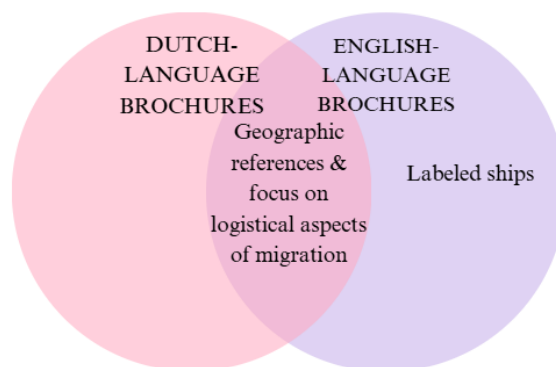 DUTCH-
LANGUAGE
BROCHURES
ENGLISH-
LANGUAGE
BROCHURES
Geographic
references &
focus on
logistical aspects
of migration
Labeled ships